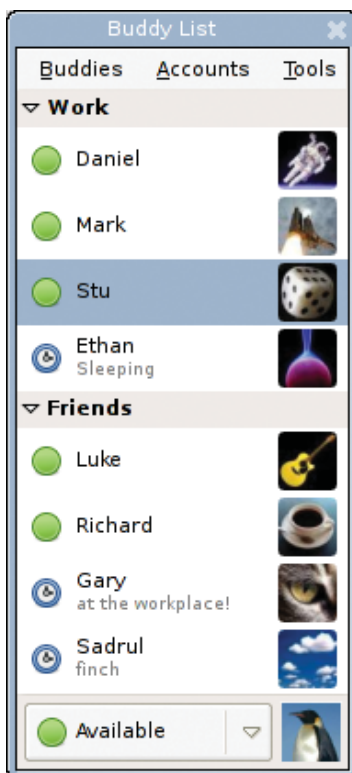 Buddy List
Buddies Accounts Tools
Work
Daniel
Mark
Stu
Ethan
Sleeping
Friends
Luke
Richard
Gary
at the workplace!
Sadrul
finch
Available